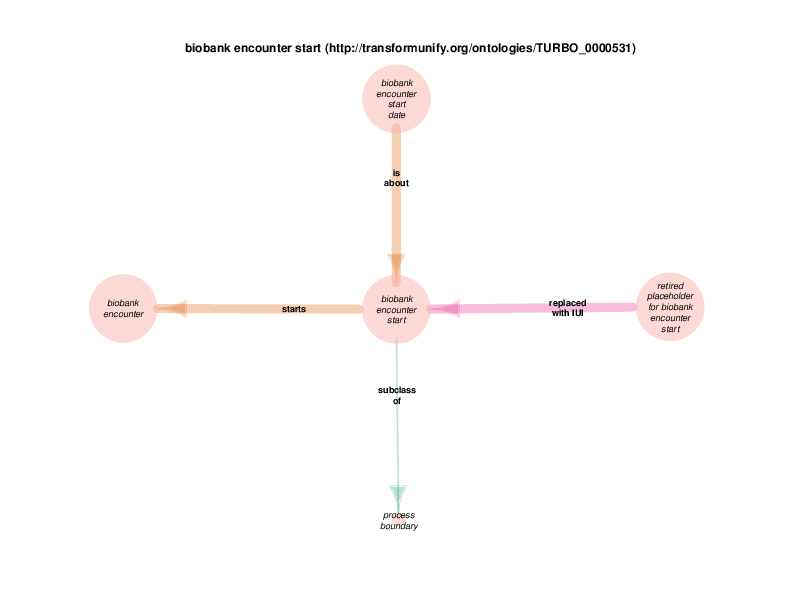 biobank encounter start (http://transformunify.org/ontologies/TURBO_0000531)
biobank
encounter
start
date
is
about
biobank
encounter
starts
biobank
encounter
start
replaced
with IUI
retired
placeholder
for biobank
encounter
start
subclass
of
process
boundary